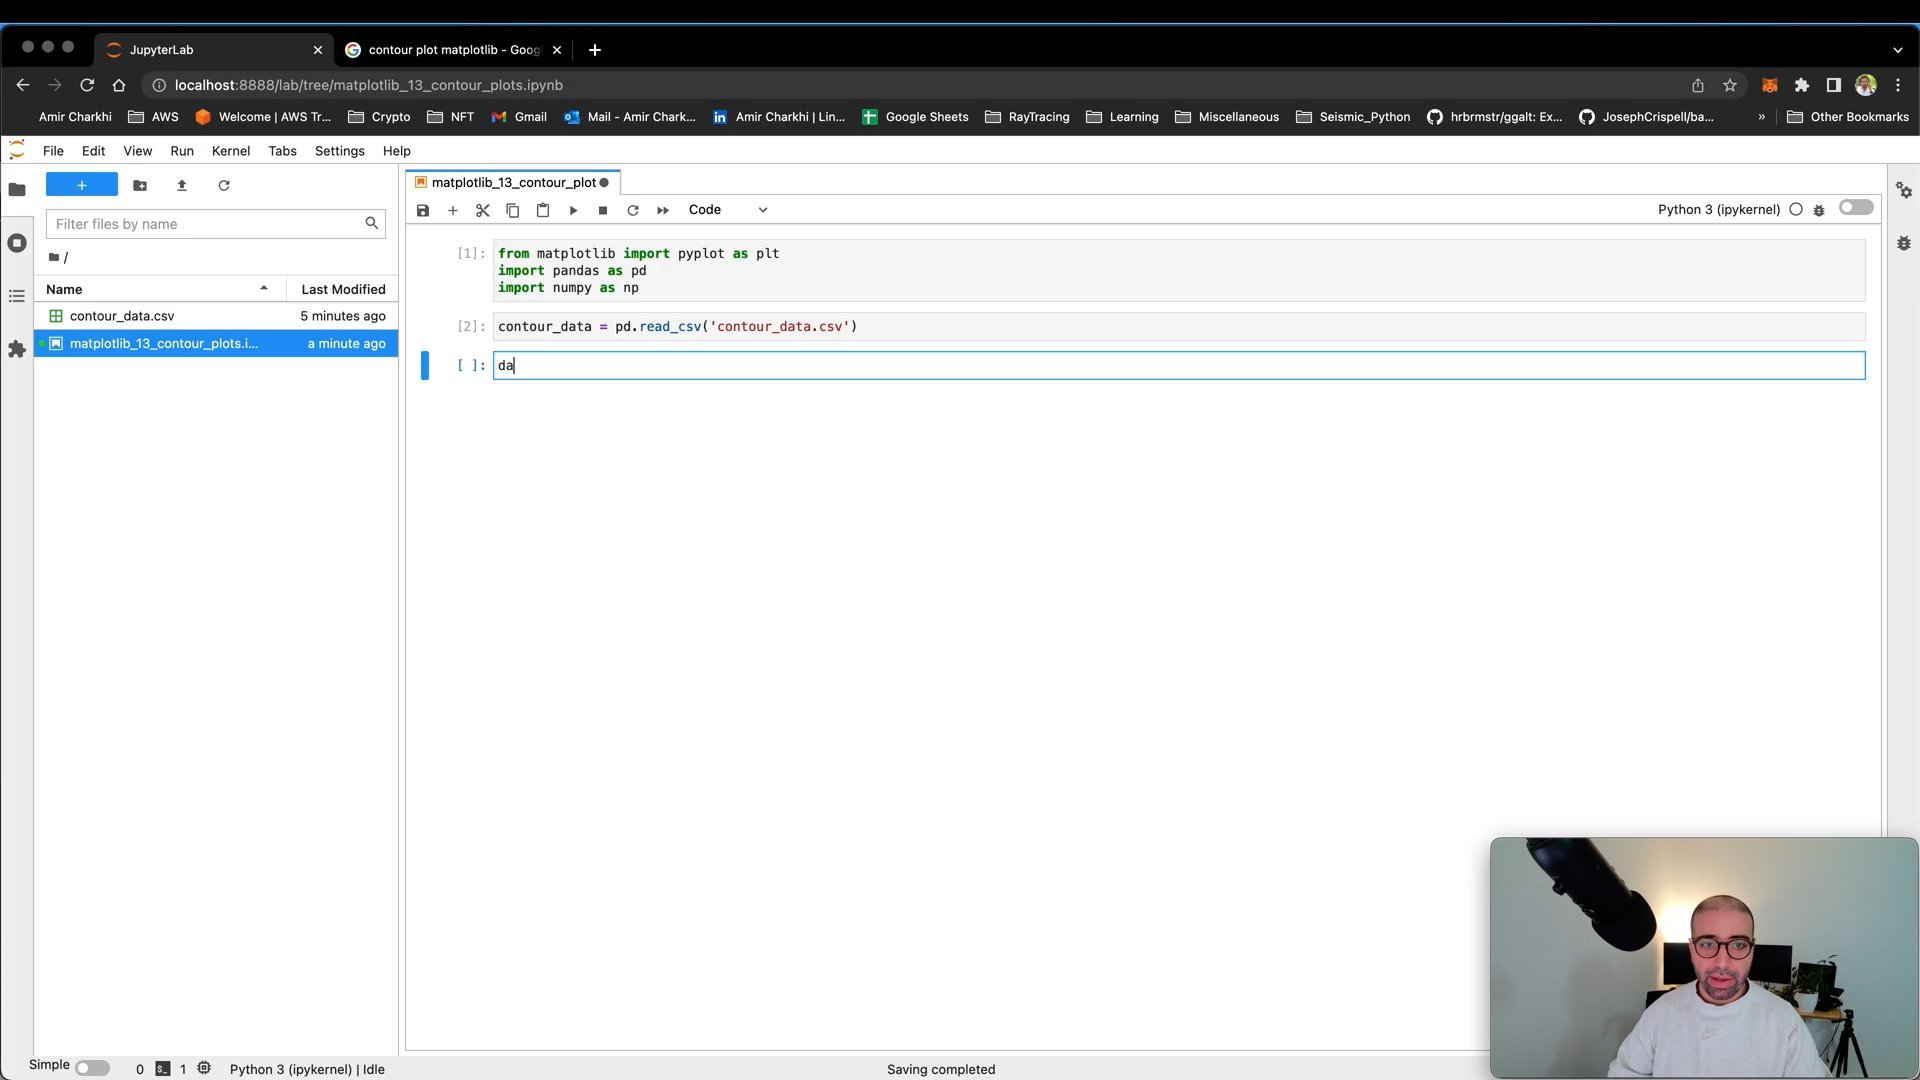 JupyterLab
contour plot matplotlib - Goog
localhost:8888/lab/tree/matplotlib_13_contour_plots.ipynb
Amir Charkhi
AWS
Welcome | AWS Tr...
Crypto
NFT
Gmail
Mail - Amir Chark...
Amir Charkhi | Lin...
Google Sheets
RayTracing
Learning
Miscellaneous
Seismic_Python
hrbrmstr/ggalt: Ex...
JosephCrispell/ba...
»
Other Bookmarks
File Edit View Run Kernel Tabs Settings Help
+
Filter files by name
/
Name Last Modified
contour_data.csv 5 minutes ago
matplotlib_13_contour_plots.i... a minute ago
matplotlib_13_contour_plot
Code
Python 3 (ipykernel)
[1]: from matplotlib import pyplot as plt
import pandas as pd
import numpy as np
[2]: contour_data = pd.read_csv('contour_data.csv')
[ ]: da
Simple
0
1
Python 3 (ipykernel) | Idle
Saving completed